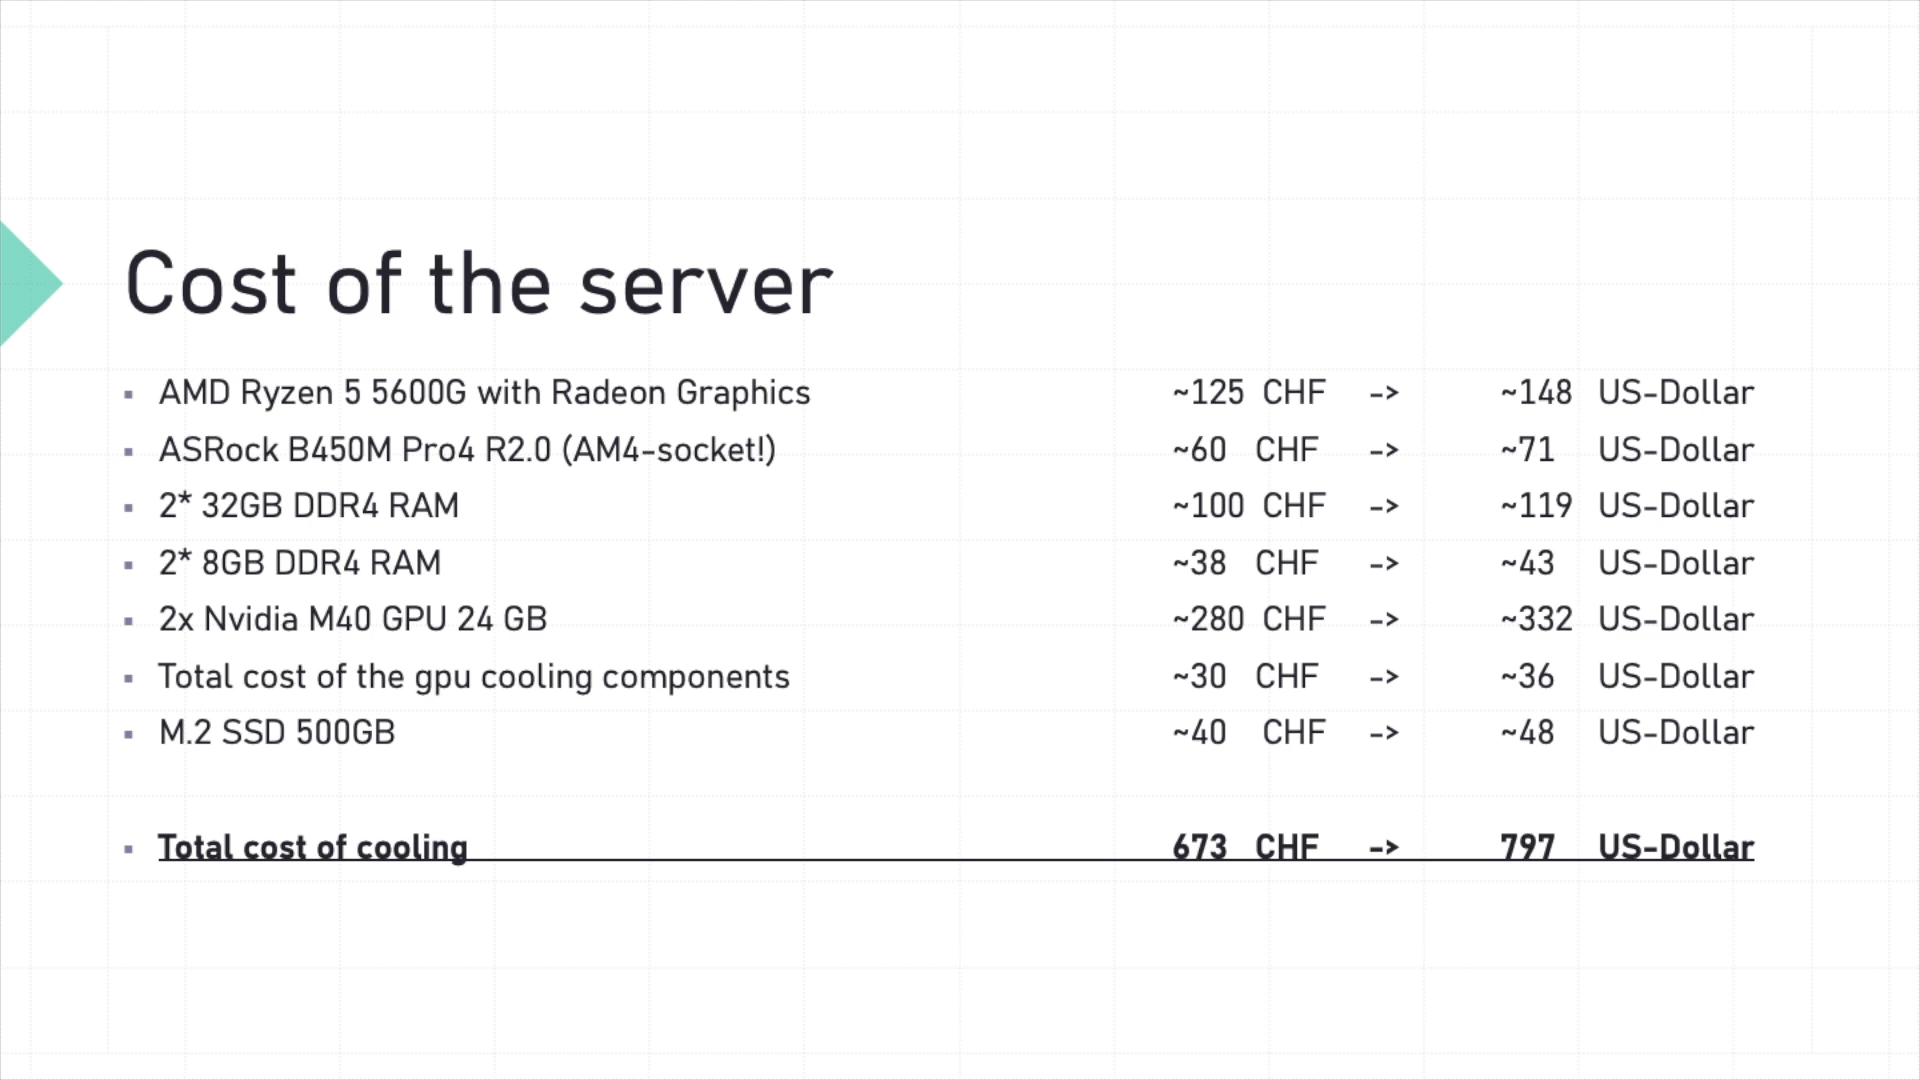 Cost of the server
▪ AMD Ryzen 5 5600G with Radeon Graphics ~125 CHF -> ~148 US-Dollar
▪ ASRock B450M Pro4 R2.0 (AM4-socket!) ~60 CHF -> ~71 US-Dollar
▪ 2* 32GB DDR4 RAM ~100 CHF -> ~119 US-Dollar
▪ 2* 8GB DDR4 RAM ~38 CHF -> ~43 US-Dollar
▪ 2x Nvidia M40 GPU 24 GB ~280 CHF -> ~332 US-Dollar
▪ Total cost of the gpu cooling components ~30 CHF -> ~36 US-Dollar
▪ M.2 SSD 500GB ~40 CHF -> ~48 US-Dollar
▪ Total cost of cooling 673 CHF -> 797 US-Dollar